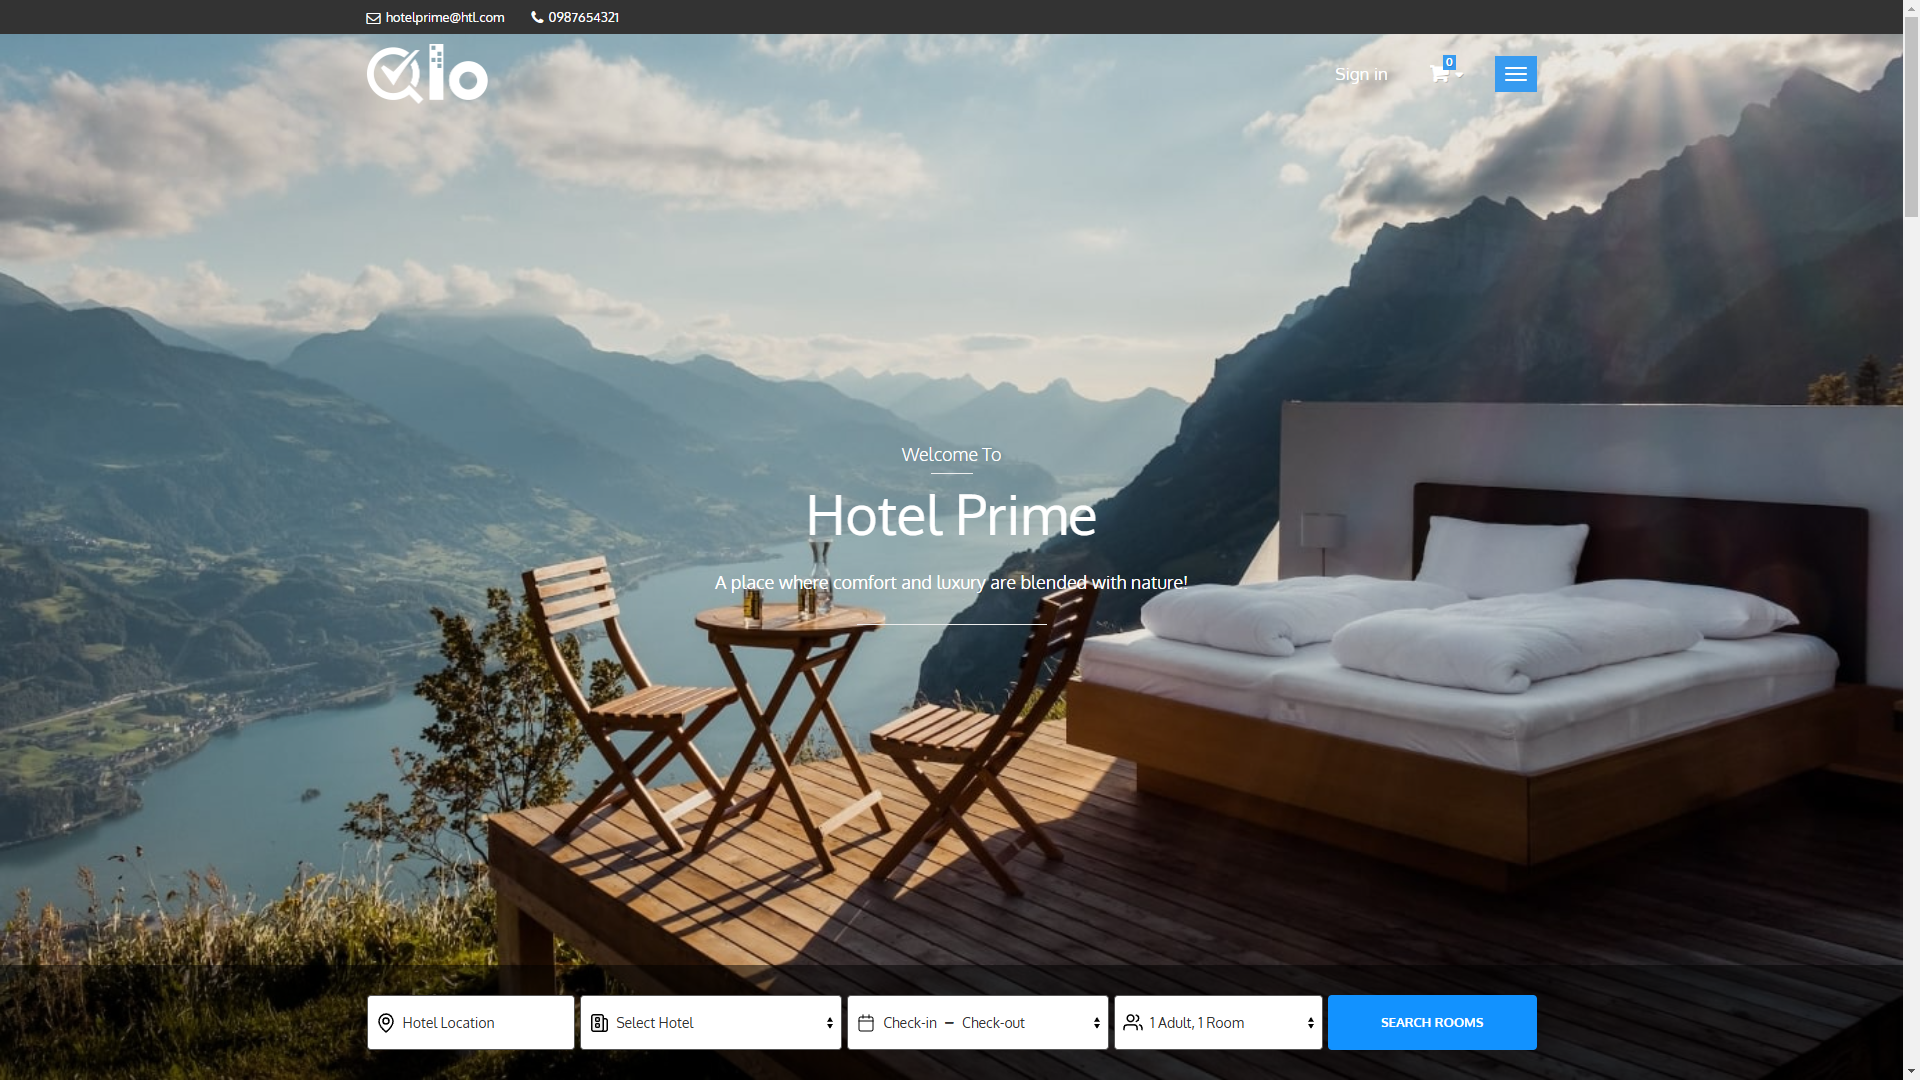 hotelprime@htl.com 0987654321
Qlo
Sign in
0
Welcome To
Hotel Prime
A place where comfort and luxury are blended with nature!
Hotel Location
Select Hotel
Check-in – Check-out
1 Adult, 1 Room
SEARCH ROOMS